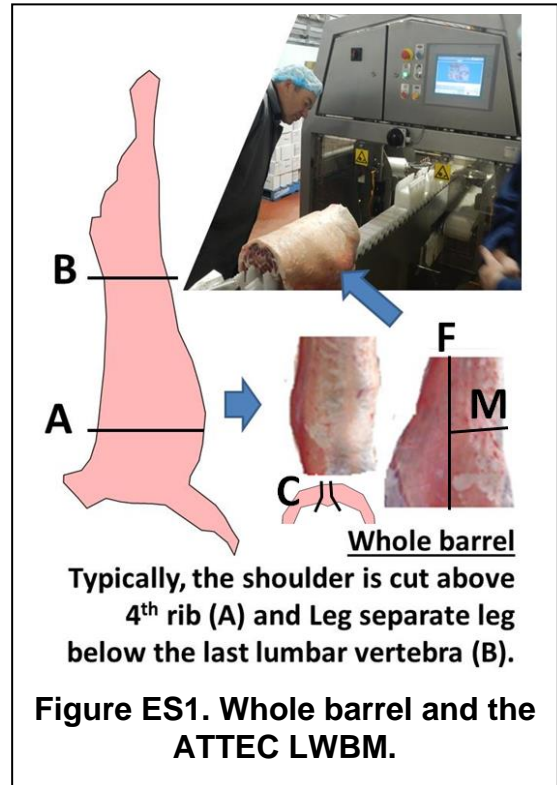 B
A
F
M
C
Whole barrel
Typically, the shoulder is cut above
4th rib (A) and Leg separate leg
below the last lumbar vertebra (B).
Figure ES1. Whole barrel and the
ATTEC LWBM.